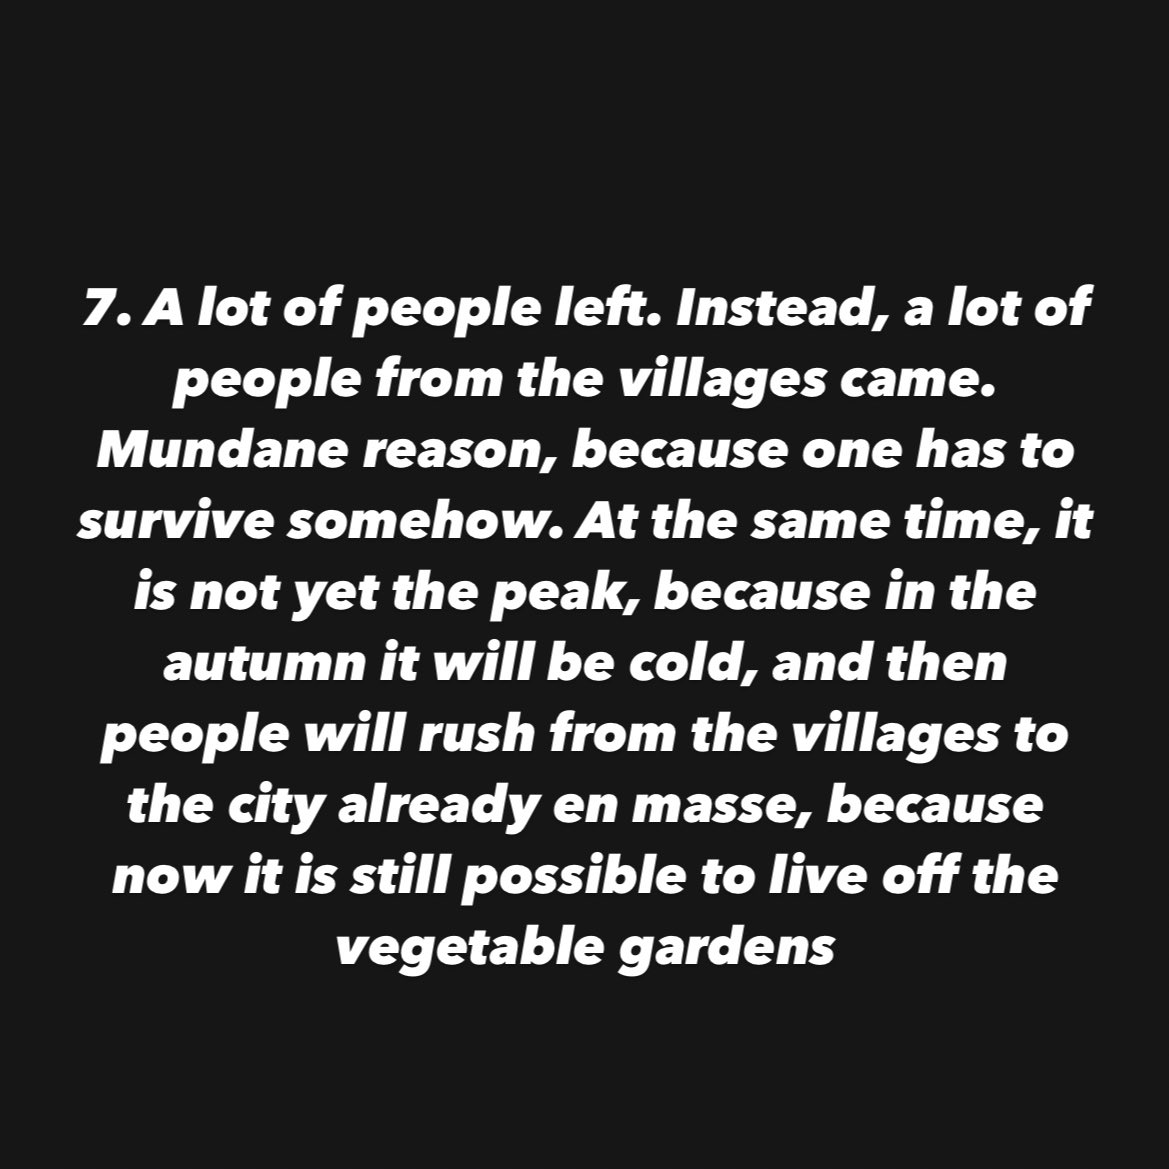 7. A lot of people left. Instead, a lot of
people from the villages came.
Mundane reason, because one has to
survive somehow. At the same time, it
is not yet the peak, because in the
autumn it will be cold, and then
people will rush from the villages to
the city already en masse, because
now it is still possible to live off the
vegetable gardens